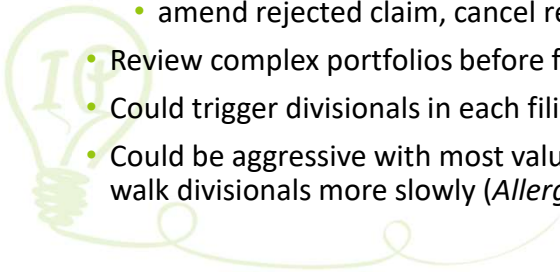 • amend rejected claim, cancel re
• Review complex portfolios before f
• Could trigger divisionals in each fili
• Could be aggressive with most valu
walk divisionals more slowly (Allerg
IP